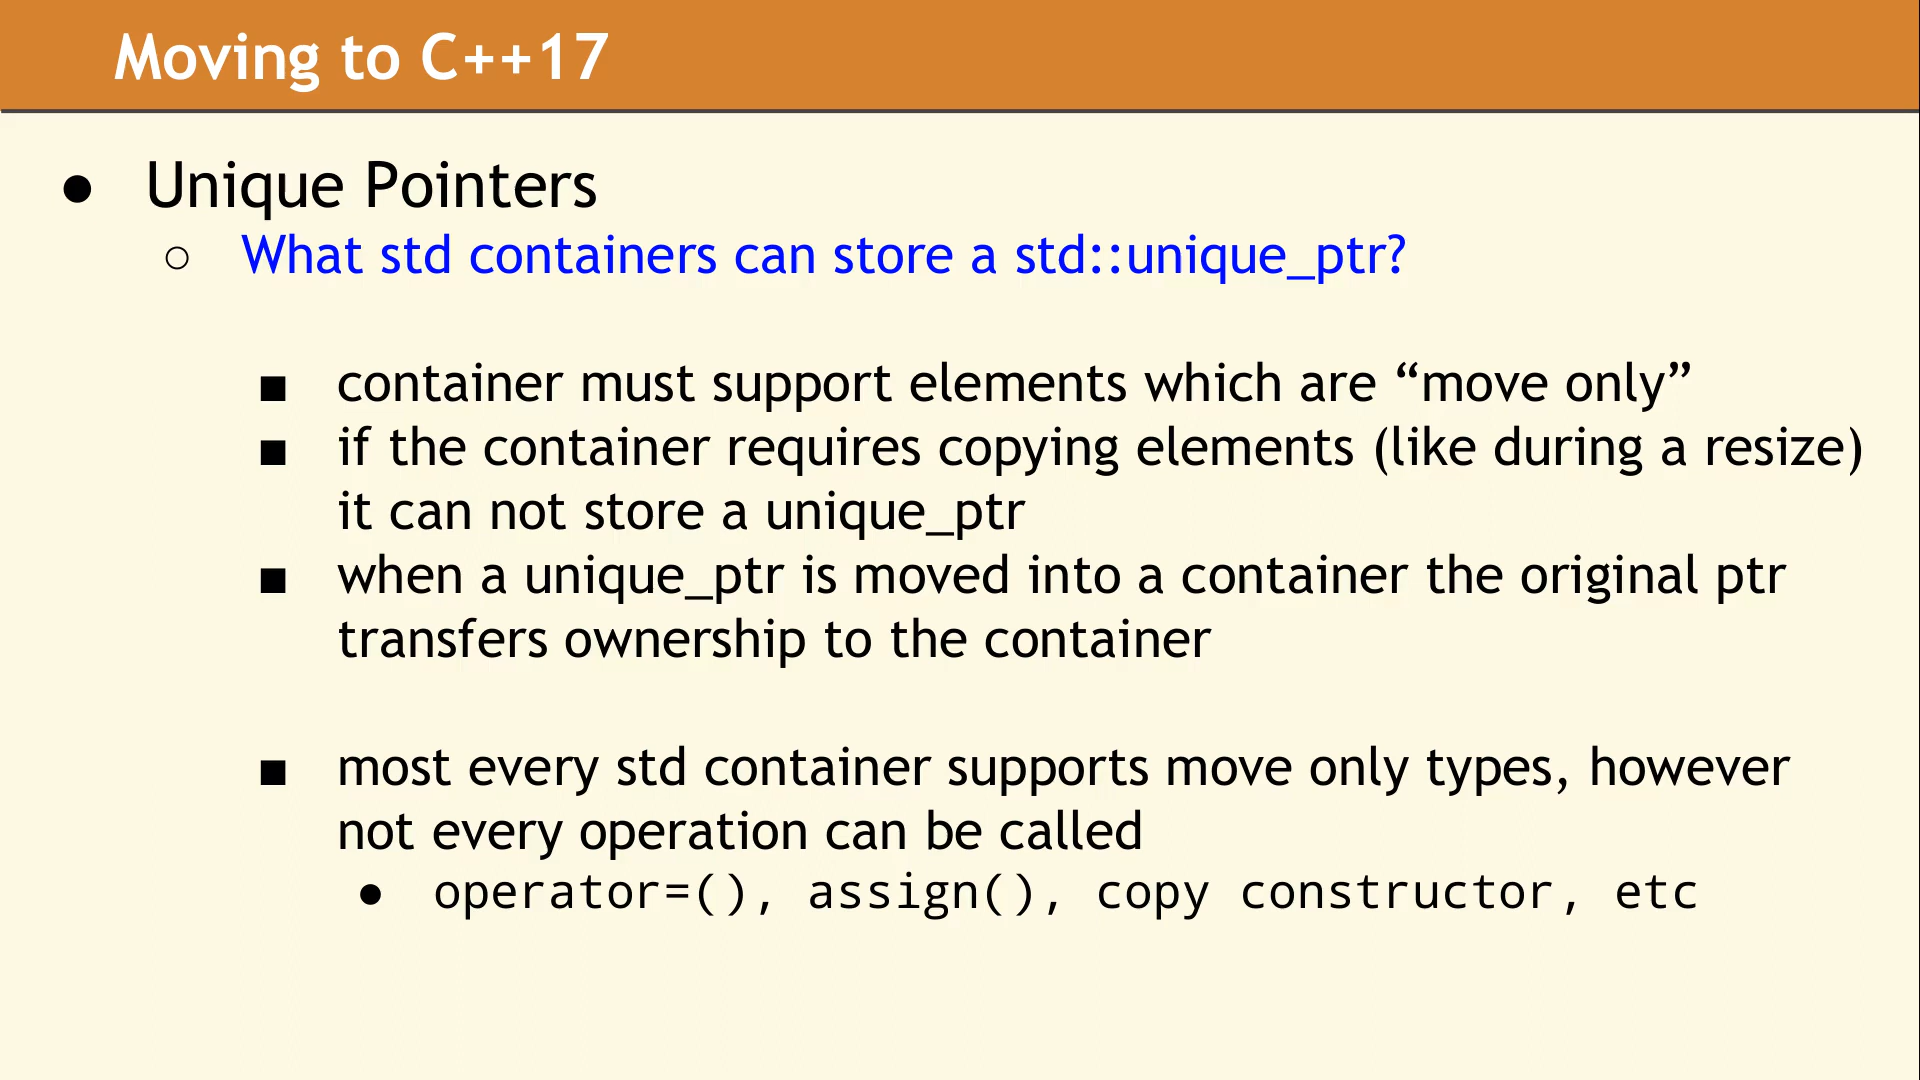 Moving to C++17
● Unique Pointers
○ What std containers can store a std::unique_ptr?
■ container must support elements which are “move only”
■ if the container requires copying elements (like during a resize)
it can not store a unique_ptr
■ when a unique_ptr is moved into a container the original ptr
transfers ownership to the container
■ most every std container supports move only types, however
not every operation can be called
● operator=(), assign(), copy constructor, etc